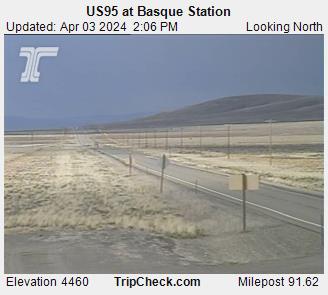 US95 at Basque Station
Updated: Apr 03 2024 2:06 PM Looking North
Elevation 4460 TripCheck.com Milepost 91.62